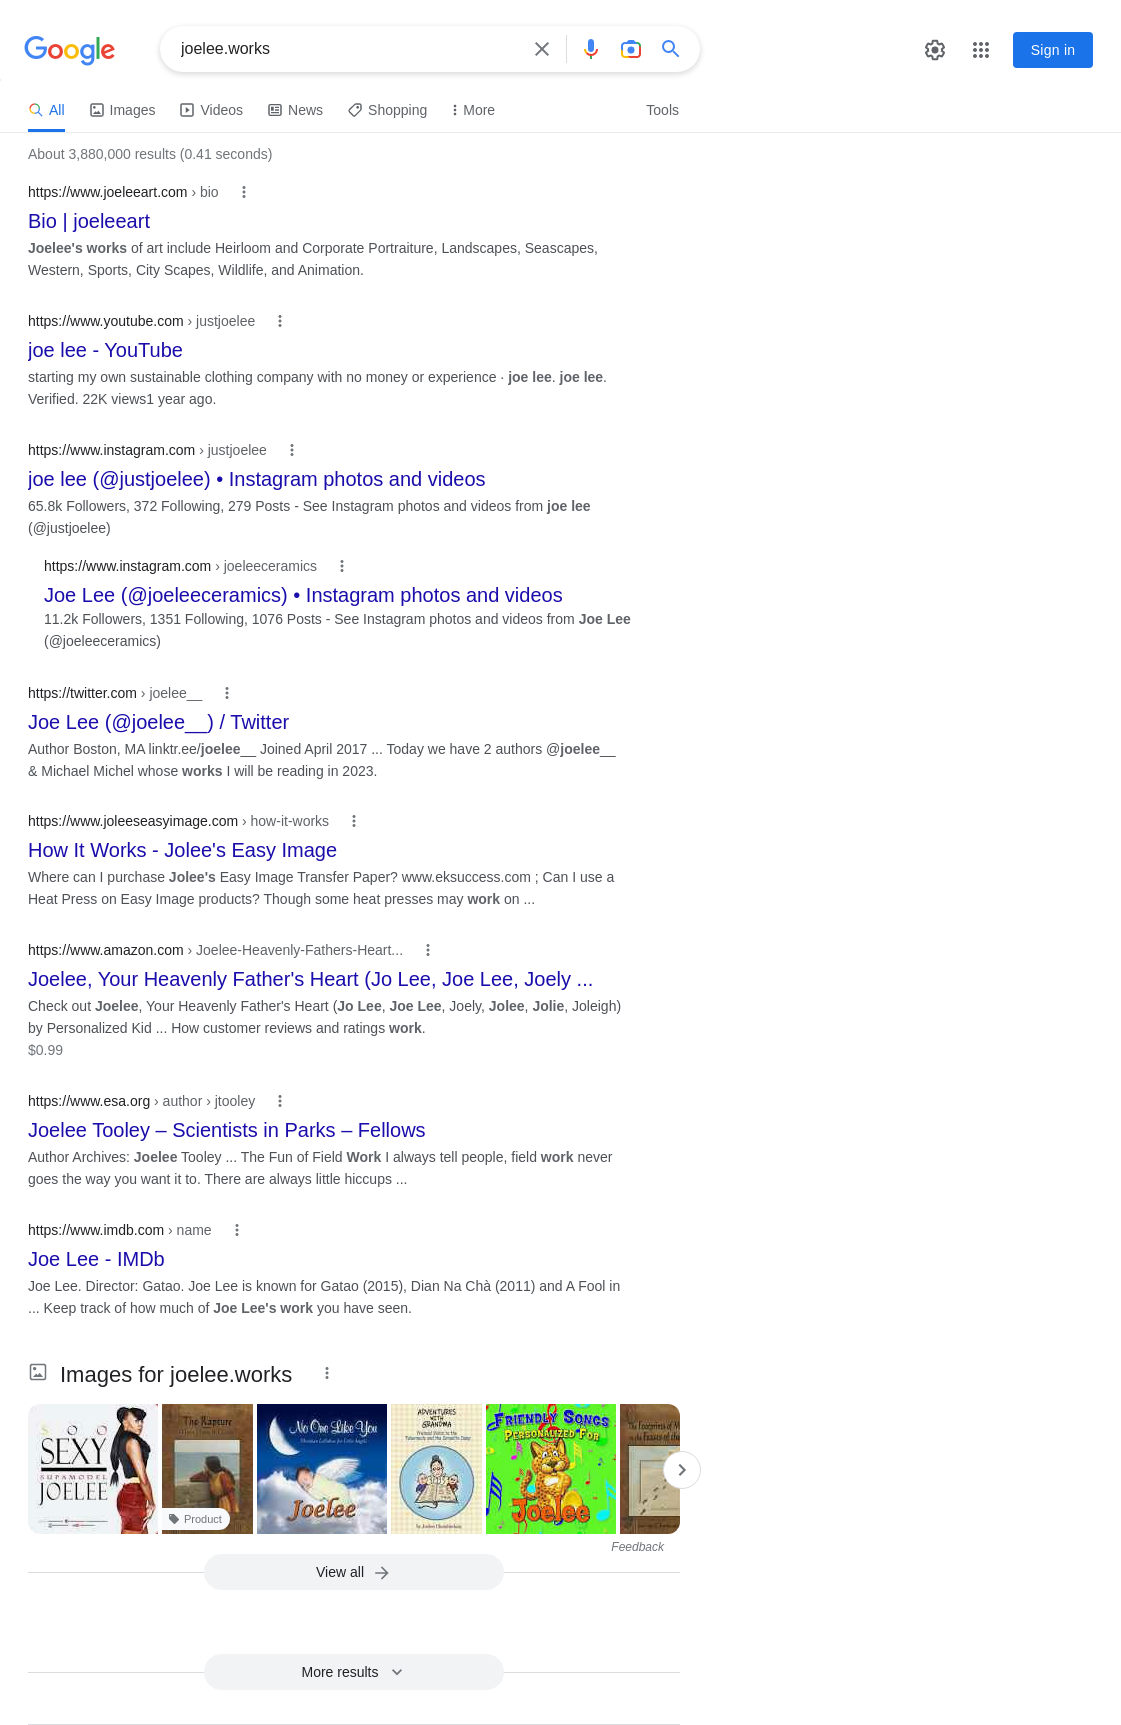 Google
joelee.works
Sign in
All
Images
Videos
News
Shopping
More
Tools
About 3,880,000 results (0.41 seconds)
https://www.joeleeart.com › bio
Bio | joeleeart
Joelee's works of art include Heirloom and Corporate Portraiture, Landscapes, Seascapes,
Western, Sports, City Scapes, Wildlife, and Animation.
https://www.youtube.com › justjoelee
joe lee - YouTube
starting my own sustainable clothing company with no money or experience · joe lee. joe lee.
Verified. 22K views1 year ago.
https://www.instagram.com › justjoelee
joe lee (@justjoelee) • Instagram photos and videos
65.8k Followers, 372 Following, 279 Posts - See Instagram photos and videos from joe lee
(@justjoelee)
https://www.instagram.com › joeleeceramics
Joe Lee (@joeleeceramics) • Instagram photos and videos
11.2k Followers, 1351 Following, 1076 Posts - See Instagram photos and videos from Joe Lee
(@joeleeceramics)
https://twitter.com › joelee__
Joe Lee (@joelee__) / Twitter
Author Boston, MA linktr.ee/joelee__ Joined April 2017 ... Today we have 2 authors @joelee__
& Michael Michel whose works I will be reading in 2023.
https://www.joleeseasyimage.com › how-it-works
How It Works - Jolee's Easy Image
Where can I purchase Jolee's Easy Image Transfer Paper? www.eksuccess.com ; Can I use a
Heat Press on Easy Image products? Though some heat presses may work on ...
https://www.amazon.com › Joelee-Heavenly-Fathers-Heart...
Joelee, Your Heavenly Father's Heart (Jo Lee, Joe Lee, Joely ...
Check out Joelee, Your Heavenly Father's Heart (Jo Lee, Joe Lee, Joely, Jolee, Jolie, Joleigh)
by Personalized Kid ... How customer reviews and ratings work.
$0.99
https://www.esa.org › author › jtooley
Joelee Tooley – Scientists in Parks – Fellows
Author Archives: Joelee Tooley ... The Fun of Field Work I always tell people, field work never
goes the way you want it to. There are always little hiccups ...
https://www.imdb.com › name
Joe Lee - IMDb
Joe Lee. Director: Gatao. Joe Lee is known for Gatao (2015), Dian Na Chà (2011) and A Fool in
... Keep track of how much of Joe Lee's work you have seen.
Images for joelee.works
SOO
SEXY
SUPAMODEL
JOELEE
The Rapture
Product
No One Like You
Joelee
ADVENTURES
WITH
GRANDMA
FRIENDLY SONGS
PERSONALIZED FOR
Joelee
Feedback
View all
More results